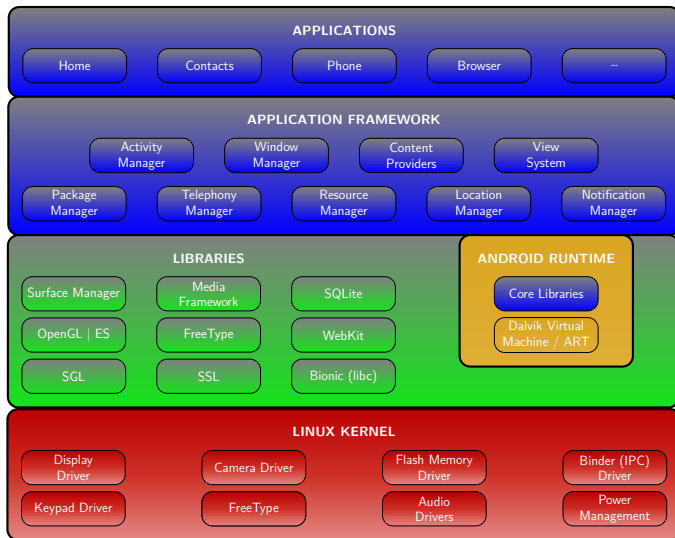 APPLICATIONS
Home
Contacts
Phone
Browser
...
APPLICATION FRAMEWORK
Activity
Manager
Window
Manager
Content
Providers
View
System
Package
Manager
Telephony
Manager
Resource
Manager
Location
Manager
Notification
Manager
LIBRARIES
Surface Manager
Media
Framework
SQLite
OpenGL | ES
FreeType
WebKit
SGL
SSL
Bionic (libc)
ANDROID RUNTIME
Core Libraries
Dalvik Virtual
Machine / ART
LINUX KERNEL
Display
Driver
Camera Driver
Flash Memory
Driver
Binder (IPC)
Driver
Keypad Driver
FreeType
Audio
Drivers
Power
Management